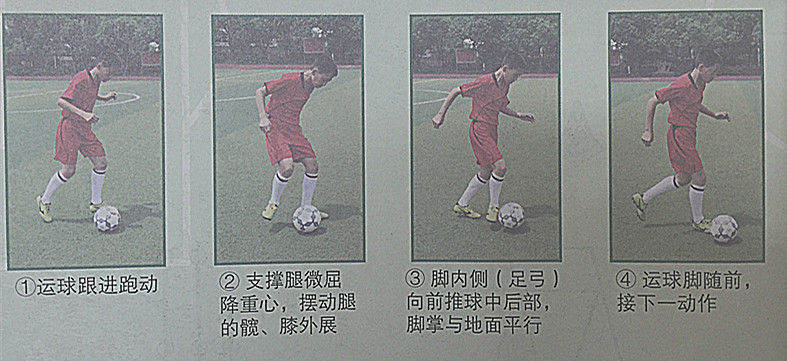 ①运球跟进跑动
② 支撑腿微屈
降重心，摆动腿
的髋、膝外展
③ 脚内侧（足弓）
向前推球中后部，
脚掌与地面平行
④ 运球脚随前，
接下一动作